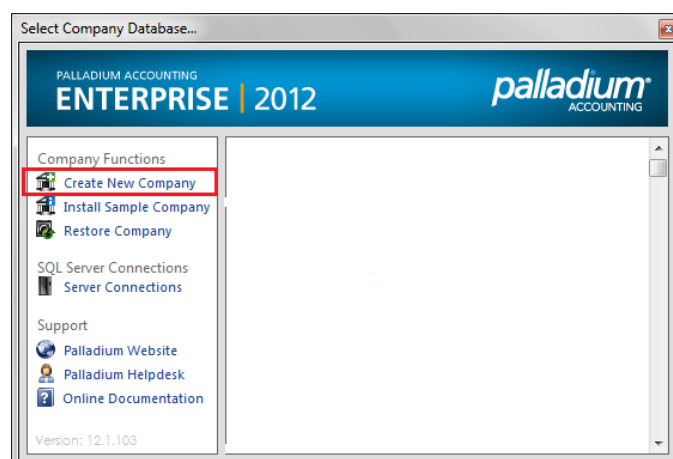 Select Company Database...
PALLADIUM ACCOUNTING
ENTERPRISE | 2012
palladium
ACCOUNTING
Company Functions
Create New Company
Install Sample Company
Restore Company
SQL Server Connections
Server Connections
Support
Palladium Website
Palladium Helpdesk
Online Documentation
Version: 12.1.103